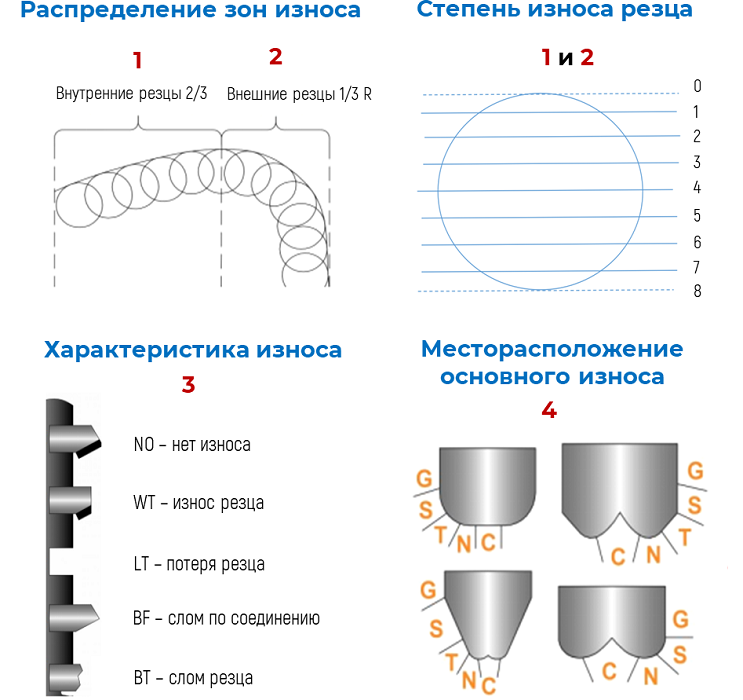 Распределение зон износа
1
2
Внутренние резцы 2/3
Внешние резцы 1/3 R
Степень износа резца
1 и 2
0
1
2
3
4
5
6
7
8
Характеристика износа
3
NO – нет износа
WT – износ резца
LT – потеря резца
BF – слом по соединению
BT – слом резца
Месторасположение
основного износа
4
G
S
T
N
C
G
S
T
N
C
G
S
T
N
C
G
S
N
C